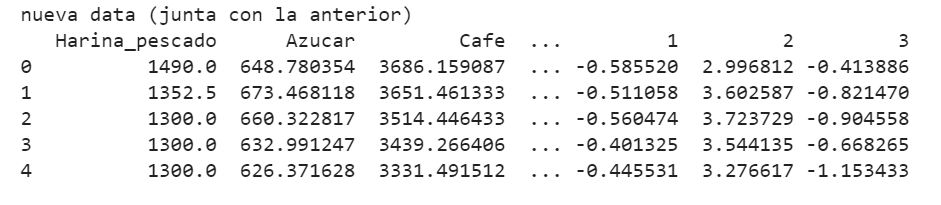 nueva data (junta con la anterior)
Harina_pescado Azucar Cafe ... 1 2 3
0 1490.0 648.780354 3686.159087 ... -0.585520 2.996812 -0.413886
1 1352.5 673.468118 3651.461333 ... -0.511058 3.602587 -0.821470
2 1300.0 660.322817 3514.446433 ... -0.560474 3.723729 -0.904558
3 1300.0 632.991247 3439.266406 ... -0.401325 3.544135 -0.668265
4 1300.0 626.371628 3331.491512 ... -0.445531 3.276617 -1.153433